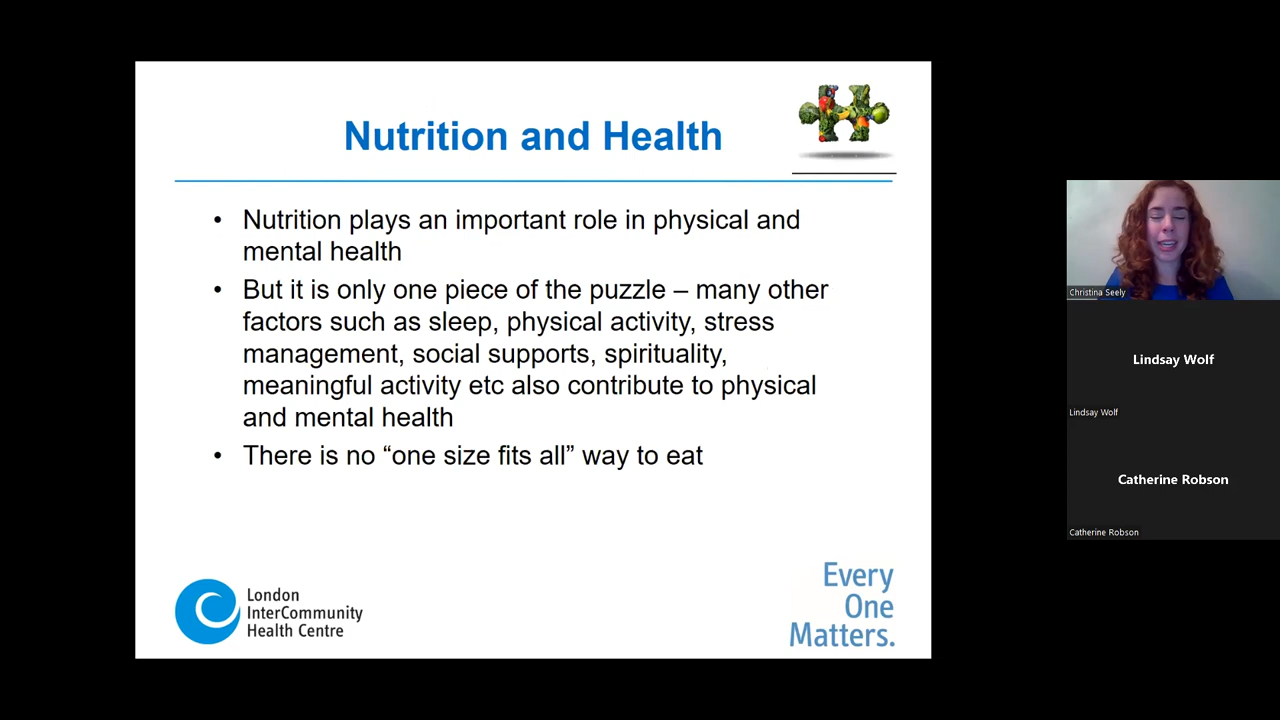 Nutrition and Health
• Nutrition plays an important role in physical and
mental health
• But it is only one piece of the puzzle – many other
factors such as sleep, physical activity, stress
management, social supports, spirituality,
meaningful activity etc also contribute to physical
and mental health
• There is no “one size fits all” way to eat
London
InterCommunity
Health Centre
Every
One
Matters.
Christina Seely
Lindsay Wolf
Lindsay Wolf
Catherine Robson
Catherine Robson